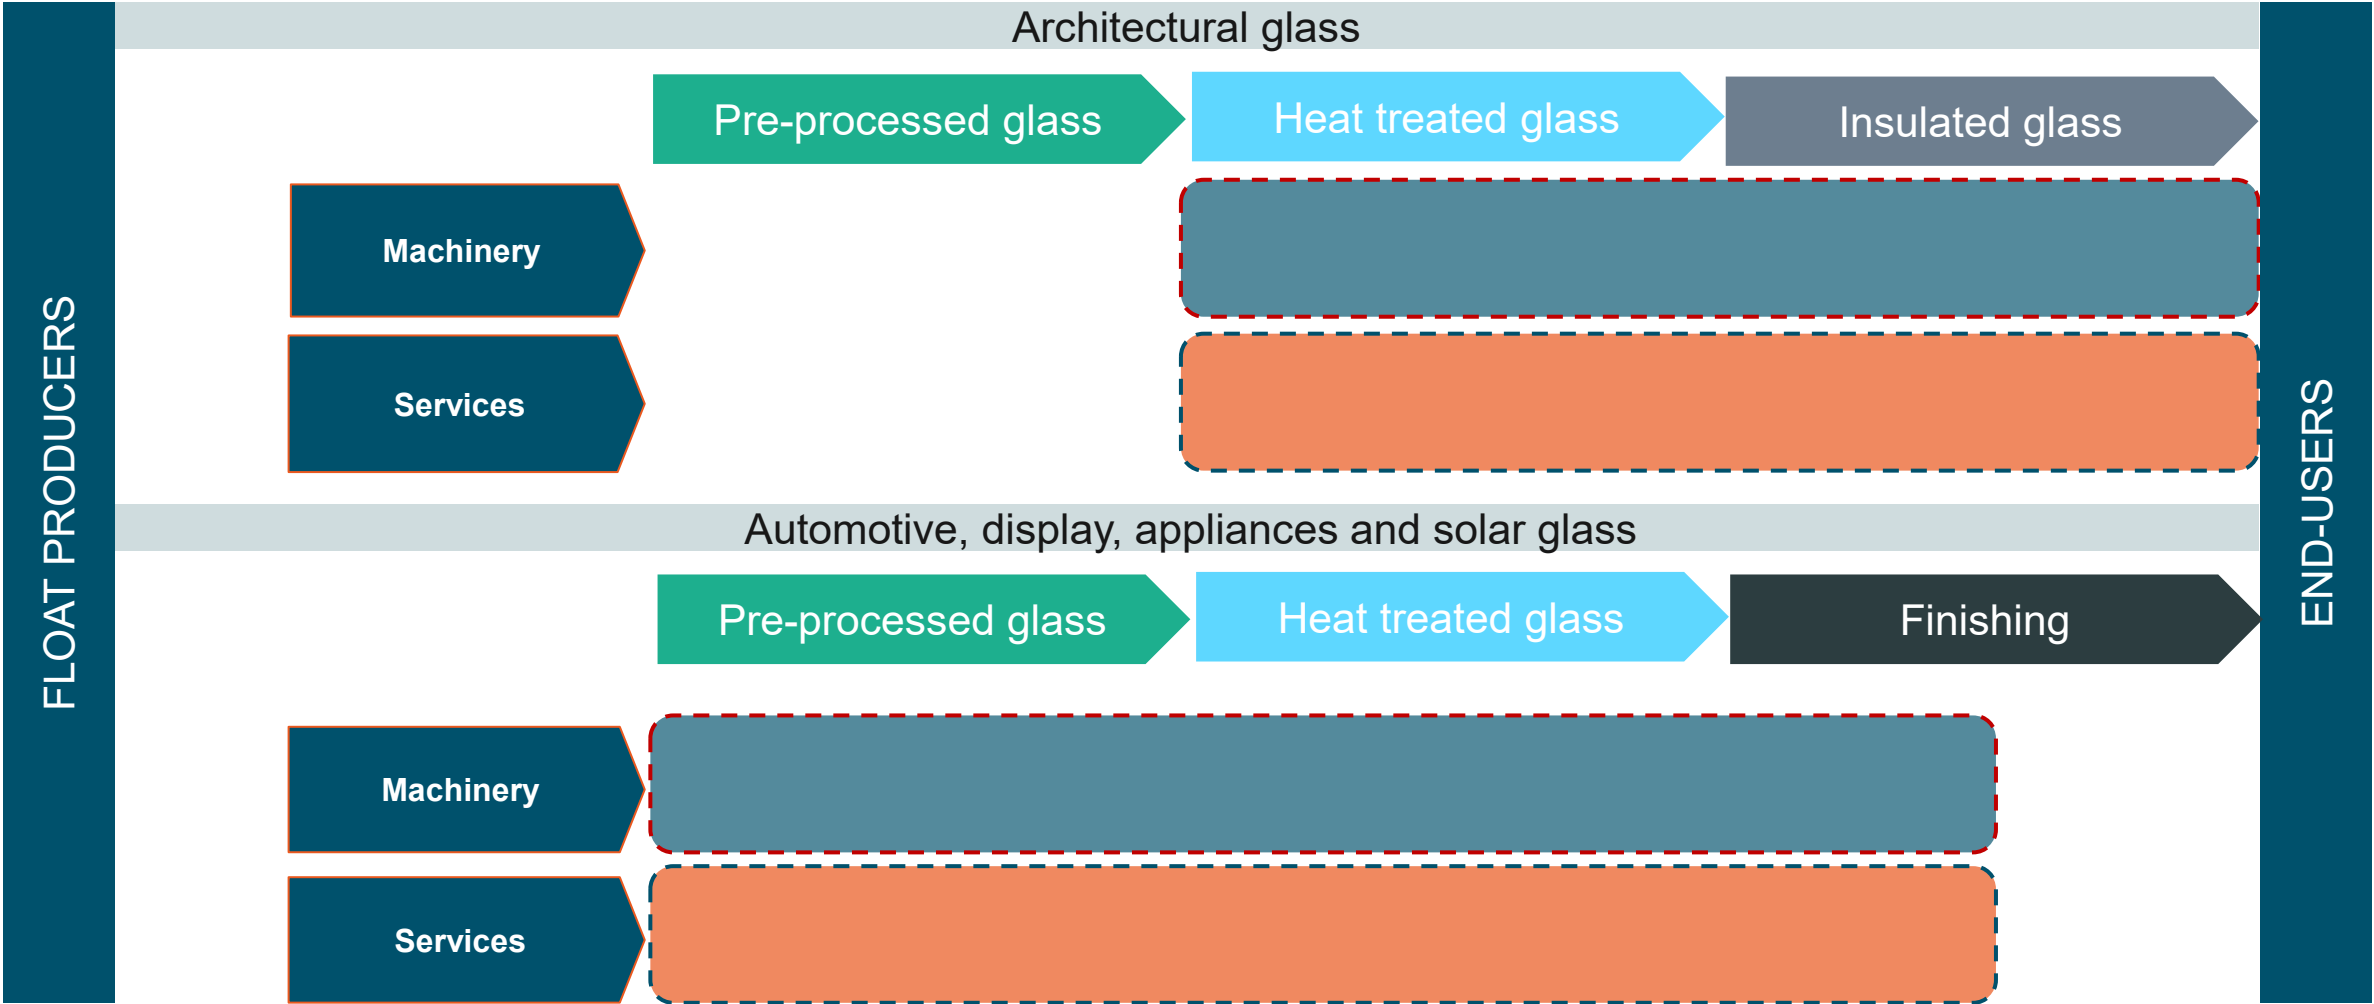 Architectural glass
Pre-processed glass
Heat treated glass
Insulated glass
Machinery
Services
FLOAT PRODUCERS
END-USERS
Automotive, display, appliances and solar glass
Pre-processed glass
Heat treated glass
Finishing
Machinery
Services